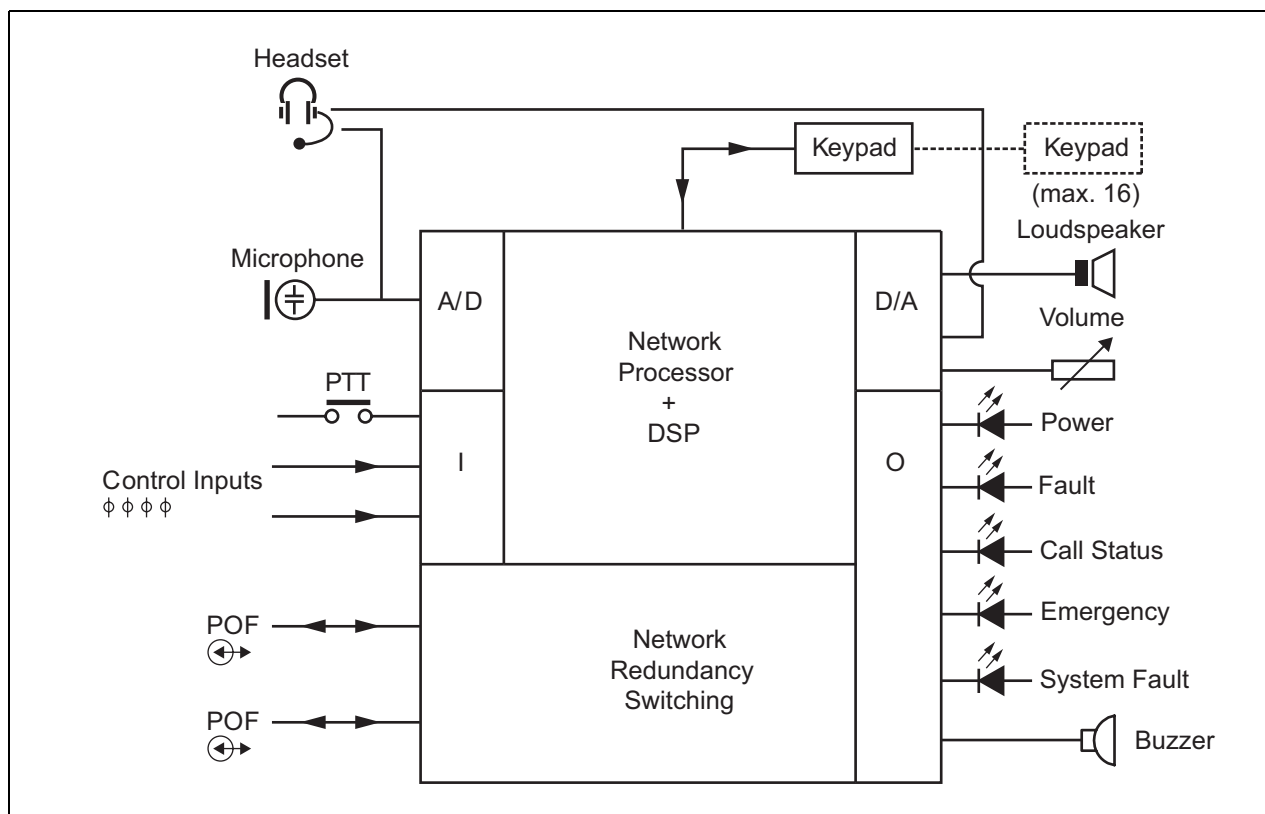 Headset
Keypad
Keypad
(max. 16)
Loudspeaker
Microphone
A/D
D/A
Volume
Network
Processor
+
DSP
PTT
Power
I
O
Control Inputs
Fault
Call Status
POF
Emergency
Network
Redundancy
Switching
System Fault
POF
Buzzer